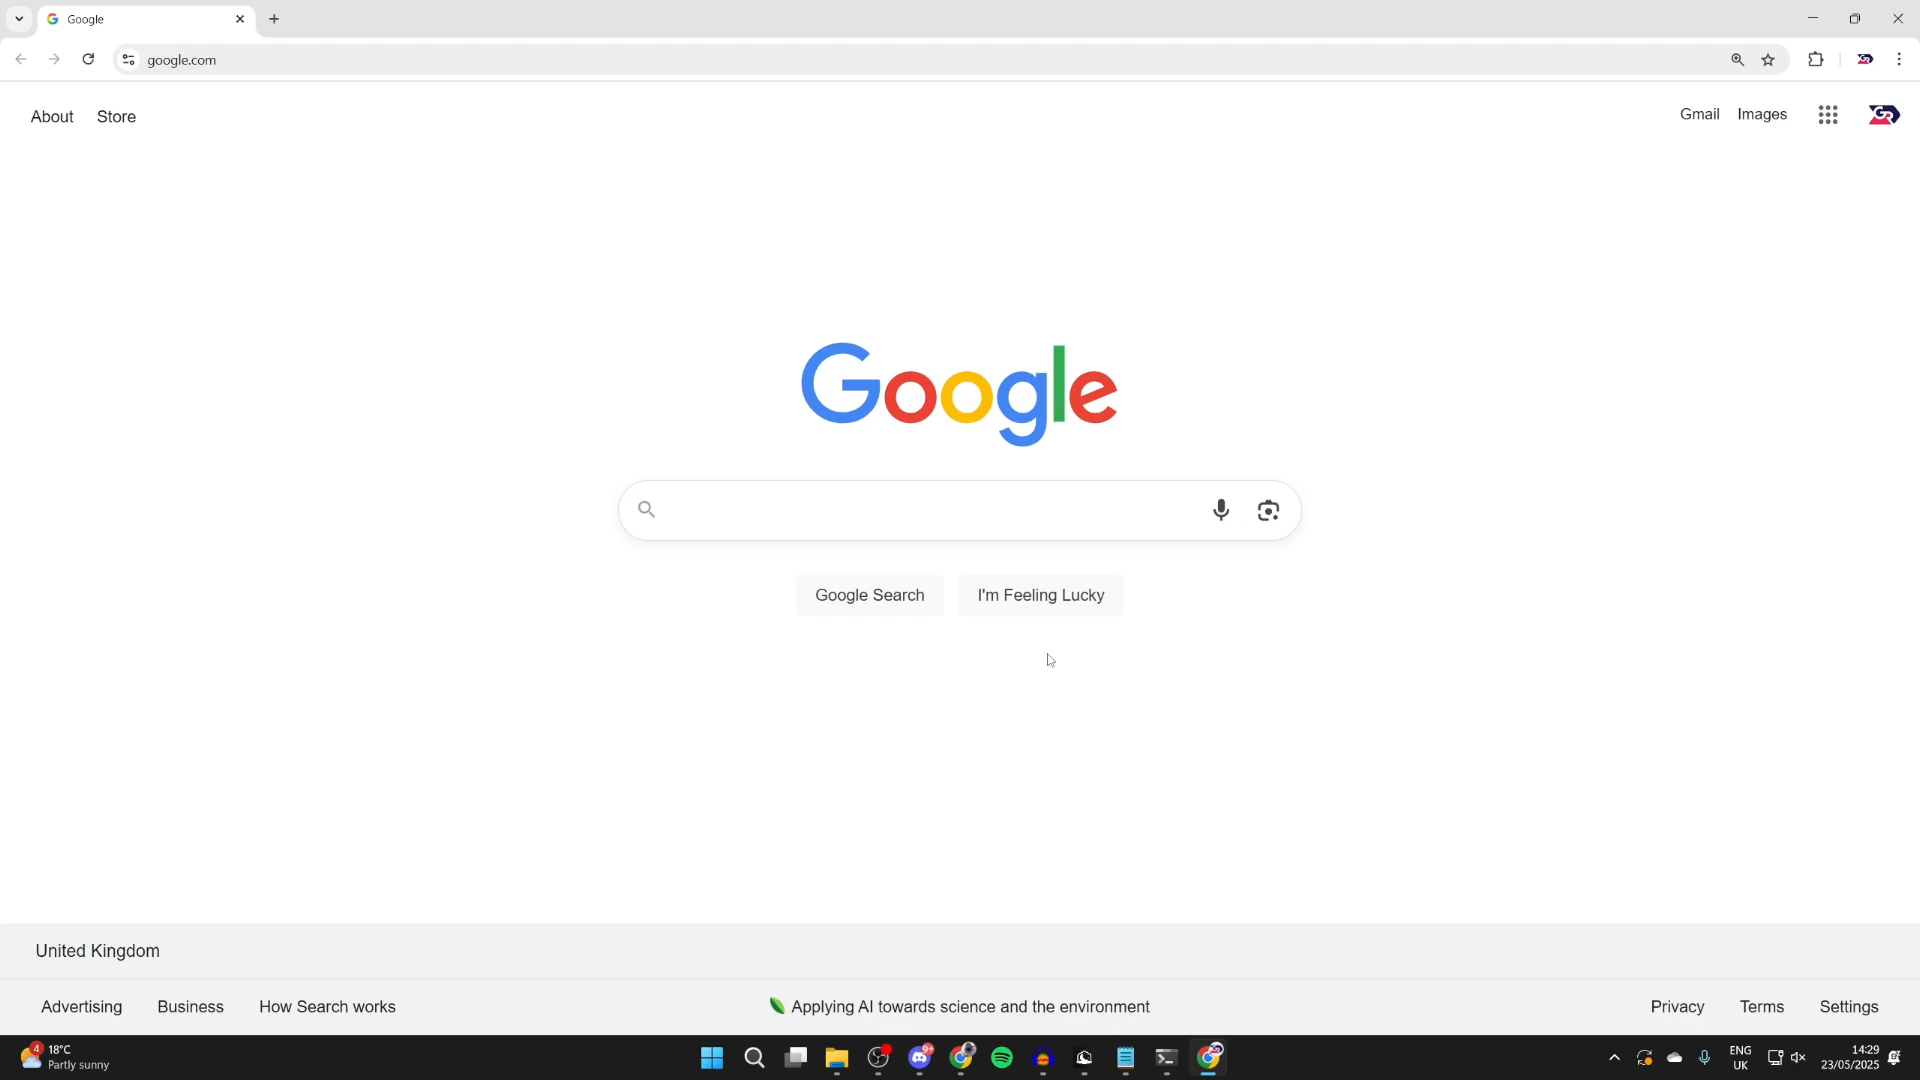 Google
google.com
About Store
Gmail Images
Google
Google Search I'm Feeling Lucky
United Kingdom
Advertising Business How Search works
Applying AI towards science and the environment
Privacy Terms Settings
4
18°C
Partly sunny
9+
ENG
UK
14:29
23/05/2025